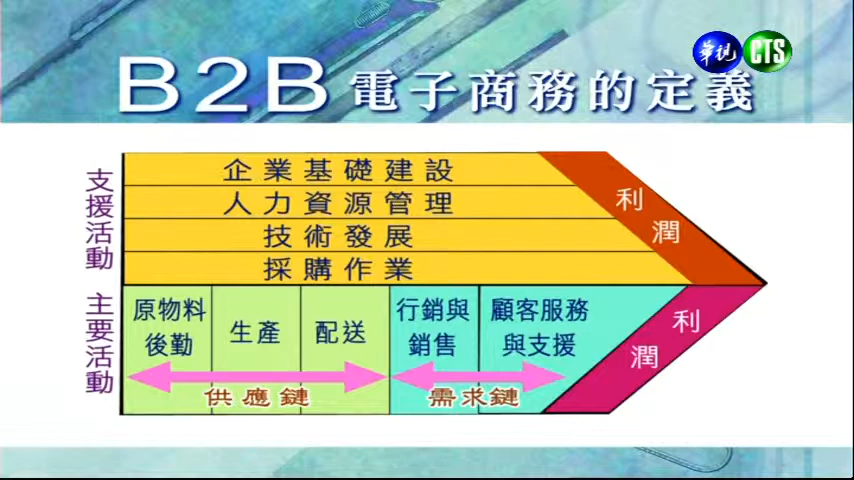 華視 CTS
B2B 電子商務的定義
支援活動
企業基礎建設
人力資源管理
技術發展
採購作業
利潤
主要活動
原物料
後勤
生產
配送
行銷與
銷售
顧客服務
與支援
利潤
供應鏈
需求鏈